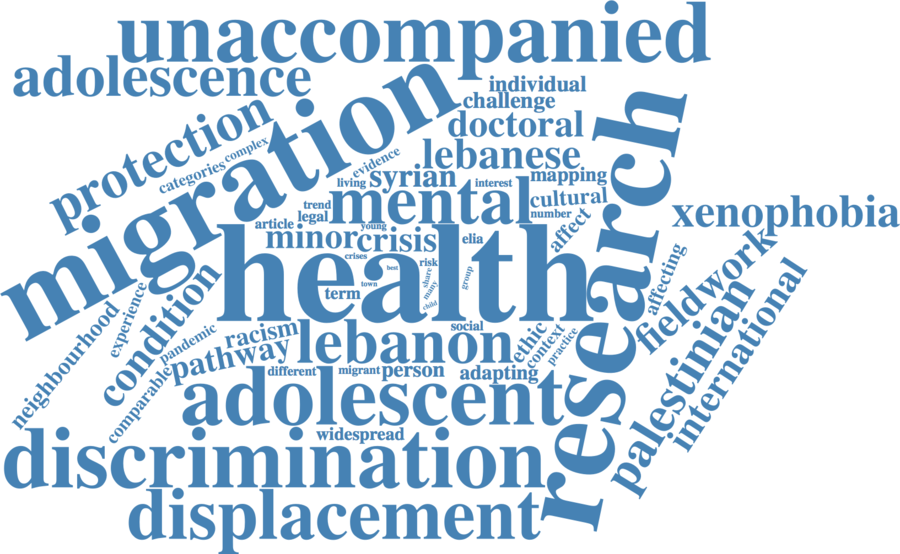 unaccompanied
adolescence
individual
challenge
migration
protection
doctoral
research
categories
complex
evidence
lebanese
living
syrian
interest
mapping
mental
cultural
number
trend
legal
article
young
affect
xenophobia
minor
crisis
elia
health
crises
best
risk
share
group
many
town
term
child
affecting
fieldwork
condition
experience
neighbourhood
pandemic
racism
pathway
lebanon
social
ethic
context
practice
palestinian
international
comparable
different
migrant
person
adapting
adolescent
widespread
discrimination
displacement